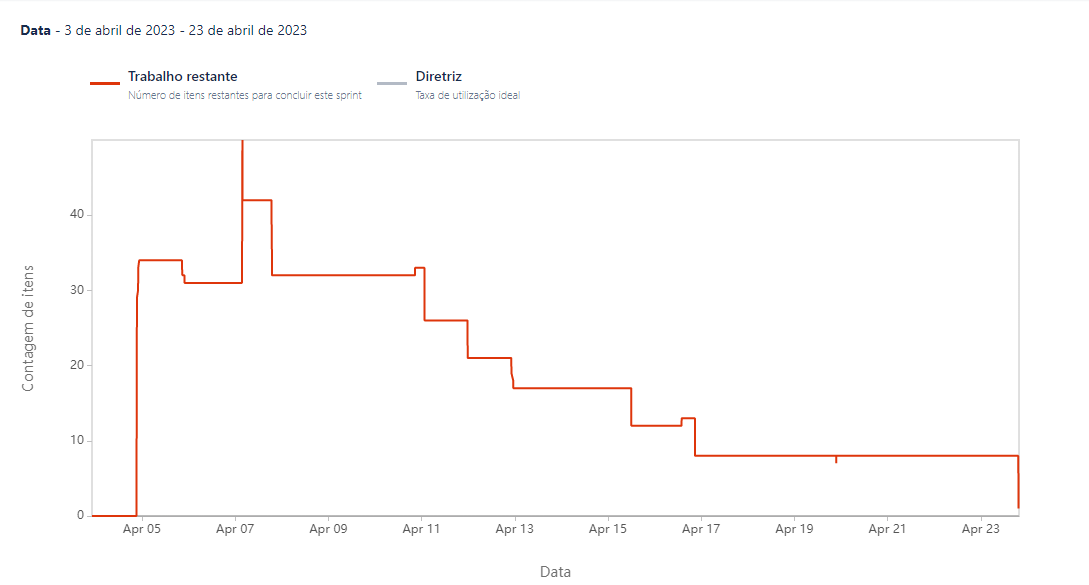 Data - 3 de abril de 2023 - 23 de abril de 2023
Trabalho restante
Número de itens restantes para concluir este sprint
Diretriz
Taxa de utilização ideal
Contagem de itens
40
30
20
10
0
Apr 05 Apr 07 Apr 09 Apr 11 Apr 13 Apr 15 Apr 17 Apr 19 Apr 21 Apr 23
Data